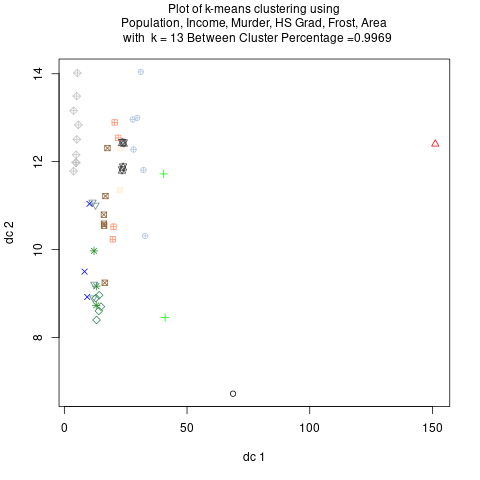 Plot of k-means clustering using
Population, Income, Murder, HS Grad, Frost, Area
with k = 13 Between Cluster Percentage =0.9969
14
12
10
8
dc 2
0 50 100 150
dc 1